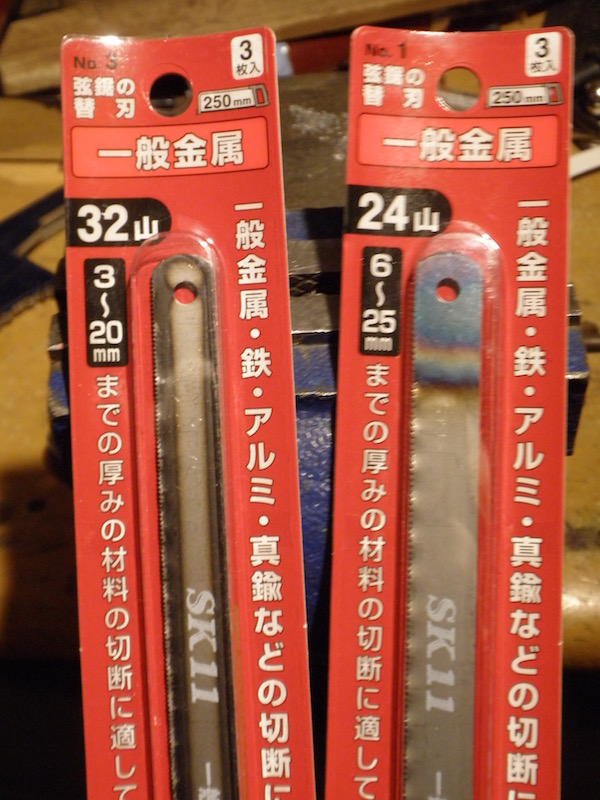 No. 3
弦鋸の
替刃
3
枚入
250mm
一般金属
32山
3〜20mm
までの厚みの材料の切断に適して
一般金属・鉄・アルミ・真鍮などの切断に
SK11
No. 1
弦鋸の
替刃
3
枚入
250mm
一般金属
24山
6〜25mm
までの厚みの材料の切断に適して
一般金属・鉄・アルミ・真鍮などの切断に
SK11